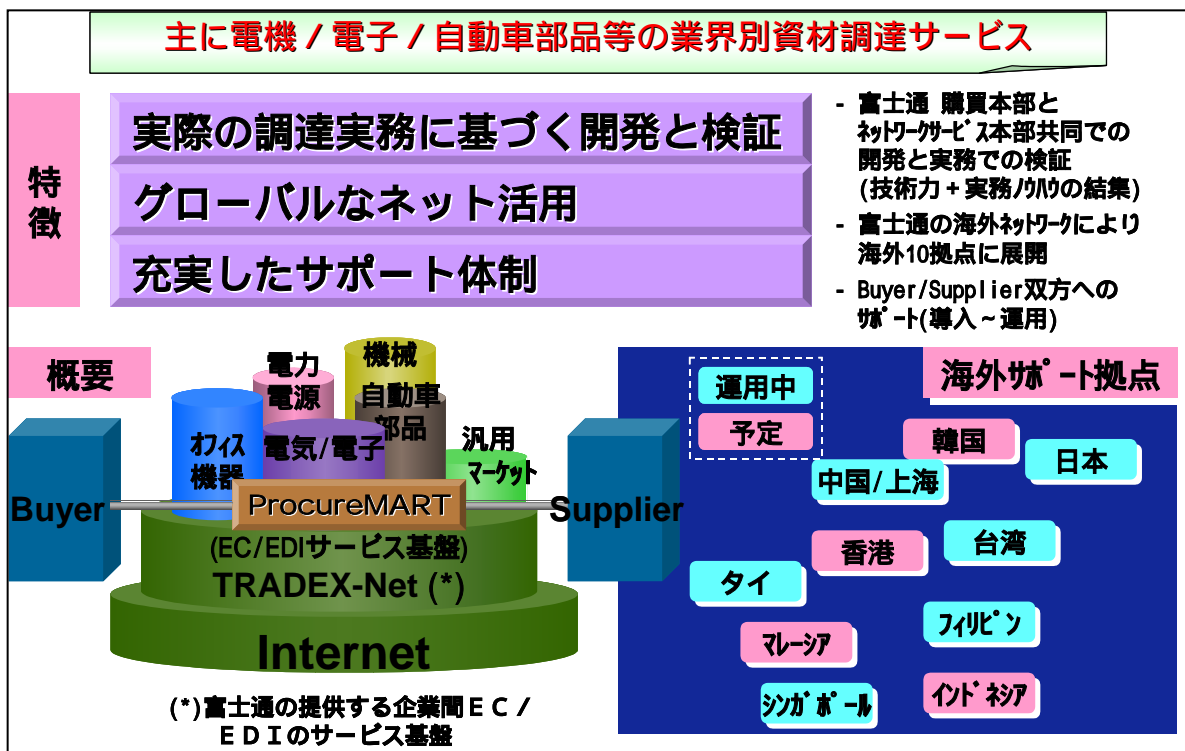 主に電機/電子/自動車部品等の業界別資材調達サービス
特
徴
実際の調達実務に基づく開発と検証
グローバルなネット活用
充実したサポート体制
- 富士通 購買本部と
ﾈｯﾄﾜｰｸｻｰﾋﾞｽ本部共同での
開発と実務での検証
(技術力+実務ﾉｳﾊｳの結集)
- 富士通の海外ﾈｯﾄﾜｰｸにより
海外10拠点に展開
- Buyer/Supplier双方への
ｻﾎﾟｰﾄ(導入~運用)
概要
電力
電源
機械
自動車
部品
ｵﾌｨｽ
機器
電気/電子
汎用
ﾏｰｹｯﾄ
Buyer
ProcureMART
Supplier
(EC/EDIサービス基盤)
TRADEX-Net (*)
Internet
(*)富士通の提供する企業間EC/
EDIのサービス基盤
海外ｻﾎﾟｰﾄ拠点
運用中
予定
韓国
日本
中国/上海
台湾
香港
タイ
ﾌｨﾘﾋﾟﾝ
ﾏﾚｰｼｱ
ｼﾝｶﾞﾎﾟｰﾙ
ｲﾝﾄﾞﾈｼｱ